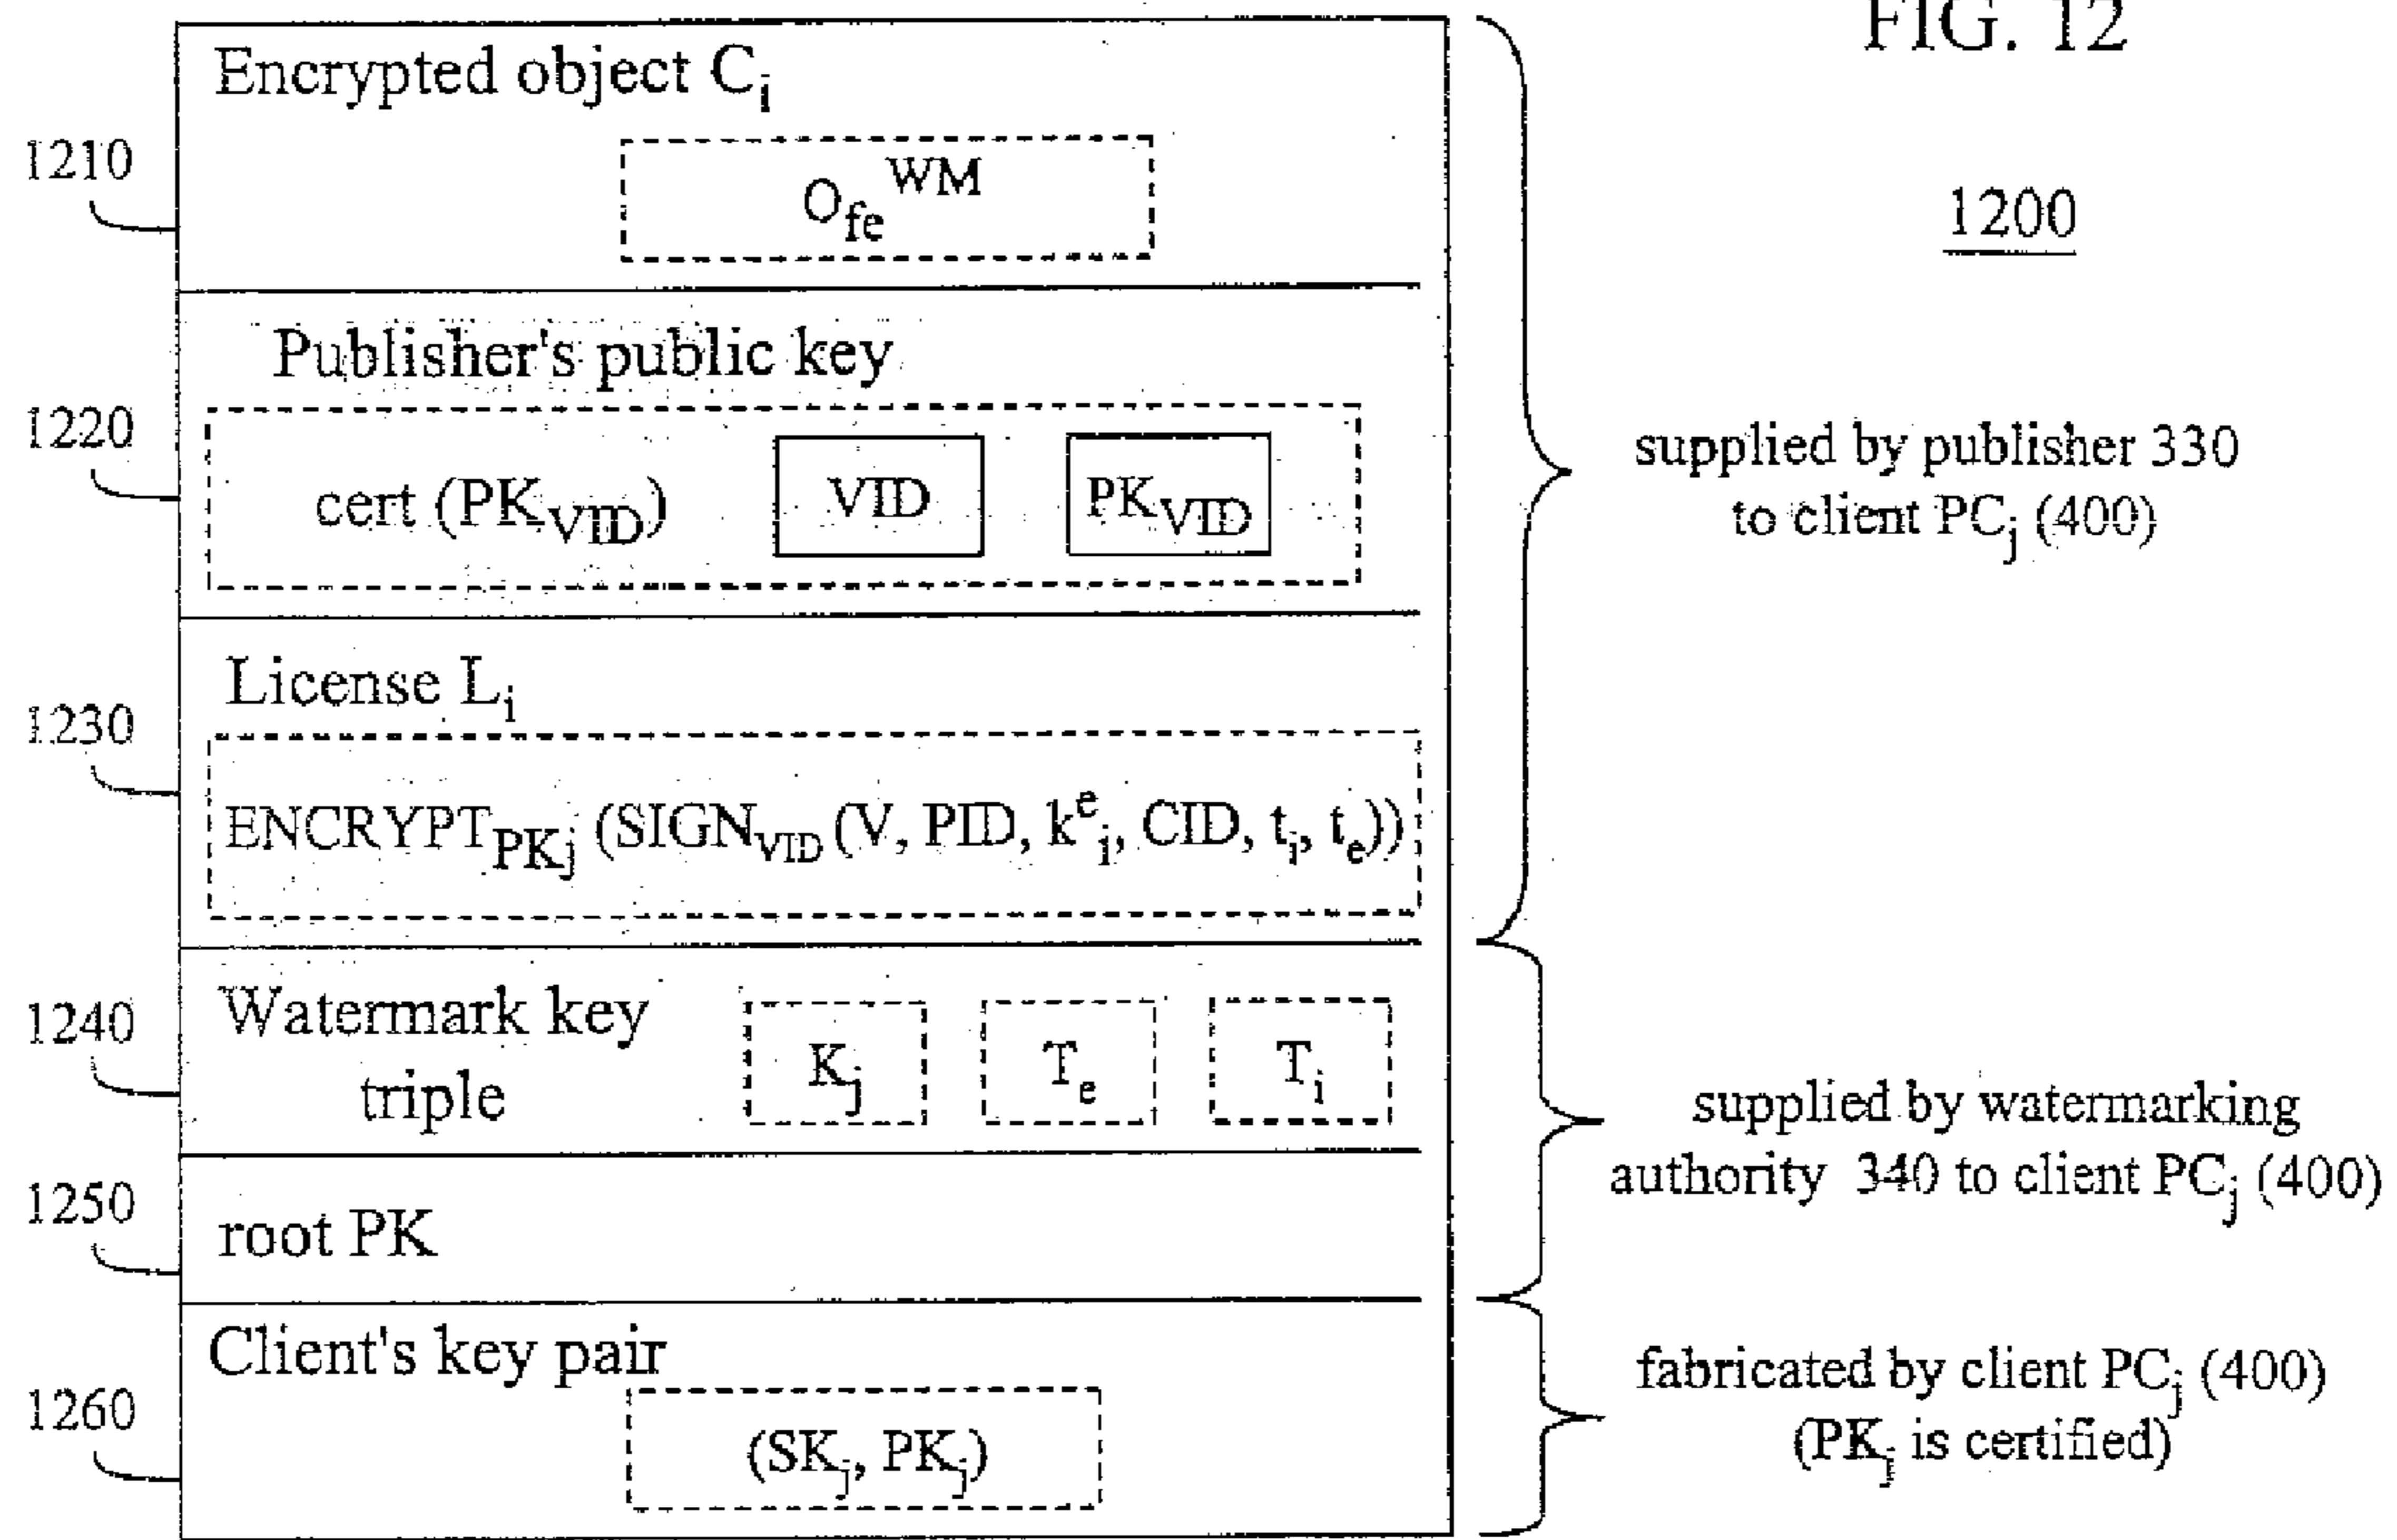 FIG. 12
1200
Encrypted object Cᵢ
1210
O_fe^WM
Publisher's public key
1220
cert (PK_VID) VID PK_VID
supplied by publisher 330
to client PC_j (400)
License L_i
1230
ENCRYPT_PKj (SIGN_VID (V, PID, k^e_i, CID, t_i, t_e))
Watermark key
triple
1240
K_j T_e T_i
supplied by watermarking
authority 340 to client PC_j (400)
1250
root PK
Client's key pair
1260
(SK_j, PK_j)
fabricated by client PC_j (400)
(PK_j is certified)